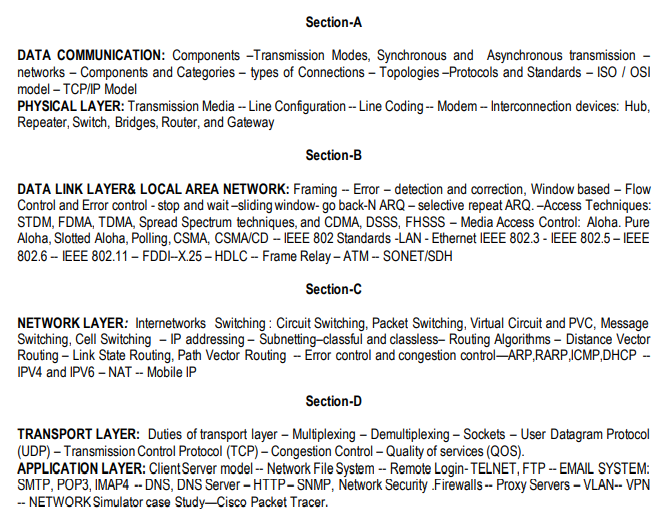 Section-A
DATA COMMUNICATION: Components –Transmission Modes, Synchronous and Asynchronous transmission –
networks – Components and Categories – types of Connections – Topologies –Protocols and Standards – ISO / OSI
model – TCP/IP Model
PHYSICAL LAYER: Transmission Media -- Line Configuration -- Line Coding -- Modem -- Interconnection devices: Hub,
Repeater, Switch, Bridges, Router, and Gateway
Section-B
DATA LINK LAYER& LOCAL AREA NETWORK: Framing -- Error – detection and correction, Window based – Flow
Control and Error control - stop and wait –sliding window- go back-N ARQ – selective repeat ARQ. –Access Techniques:
STDM, FDMA, TDMA, Spread Spectrum techniques, and CDMA, DSSS, FHSSS – Media Access Control: Aloha. Pure
Aloha, Slotted Aloha, Polling, CSMA, CSMA/CD -- IEEE 802 Standards -LAN - Ethernet IEEE 802.3 - IEEE 802.5 – IEEE
802.6 -- IEEE 802.11 – FDDI--X.25 – HDLC -- Frame Relay – ATM -- SONET/SDH
Section-C
NETWORK LAYER: Internetworks Switching : Circuit Switching, Packet Switching, Virtual Circuit and PVC, Message
Switching, Cell Switching – IP addressing – Subnetting–classful and classless– Routing Algorithms – Distance Vector
Routing – Link State Routing, Path Vector Routing -- Error control and congestion control—ARP,RARP,ICMP,DHCP --
IPV4 and IPV6 – NAT -- Mobile IP
Section-D
TRANSPORT LAYER: Duties of transport layer – Multiplexing – Demultiplexing – Sockets – User Datagram Protocol
(UDP) – Transmission Control Protocol (TCP) – Congestion Control – Quality of services (QOS).
APPLICATION LAYER: Client Server model -- Network File System -- Remote Login- TELNET, FTP -- EMAIL SYSTEM:
SMTP, POP3, IMAP4 -- DNS, DNS Server – HTTP– SNMP, Network Security .Firewalls -- Proxy Servers – VLAN-- VPN
-- NETWORK Simulator case Study—Cisco Packet Tracer.